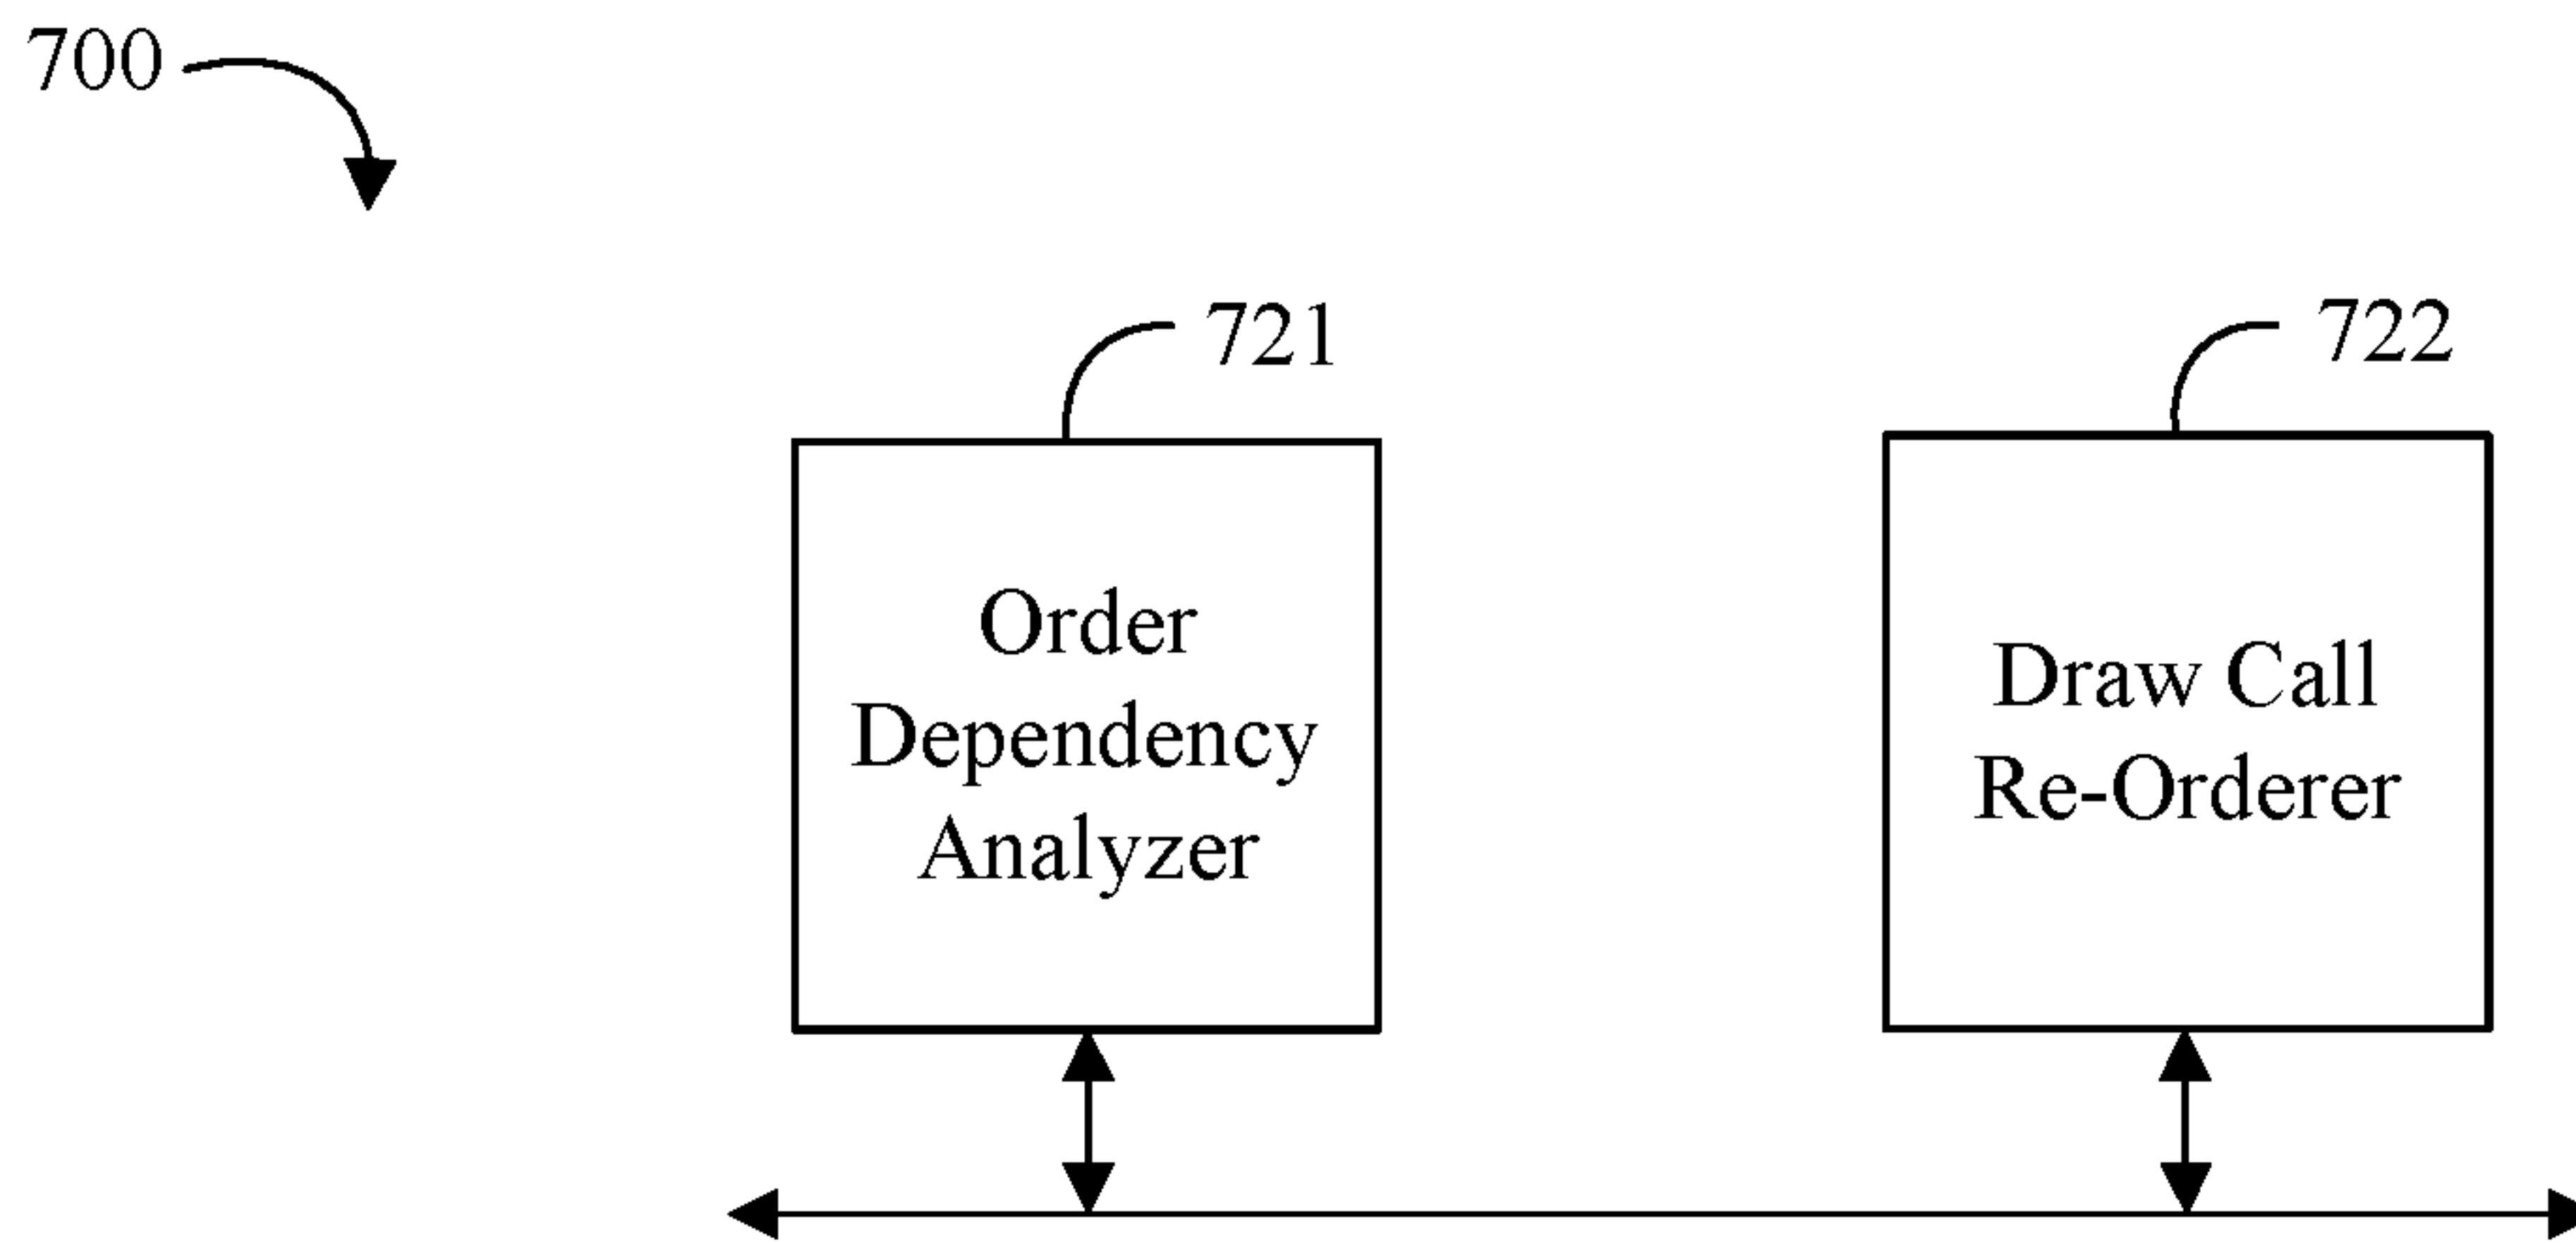 700
721
722
Order
Dependency
Analyzer
Draw Call
Re-Orderer